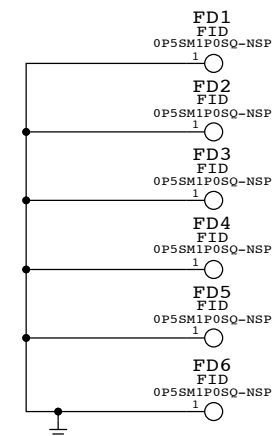 FD1
FID
0P5SM1P0SQ-NSP
1
FD2
FID
0P5SM1P0SQ-NSP
1
FD3
FID
0P5SM1P0SQ-NSP
1
FD4
FID
0P5SM1P0SQ-NSP
1
FD5
FID
0P5SM1P0SQ-NSP
1
FD6
FID
0P5SM1P0SQ-NSP
1